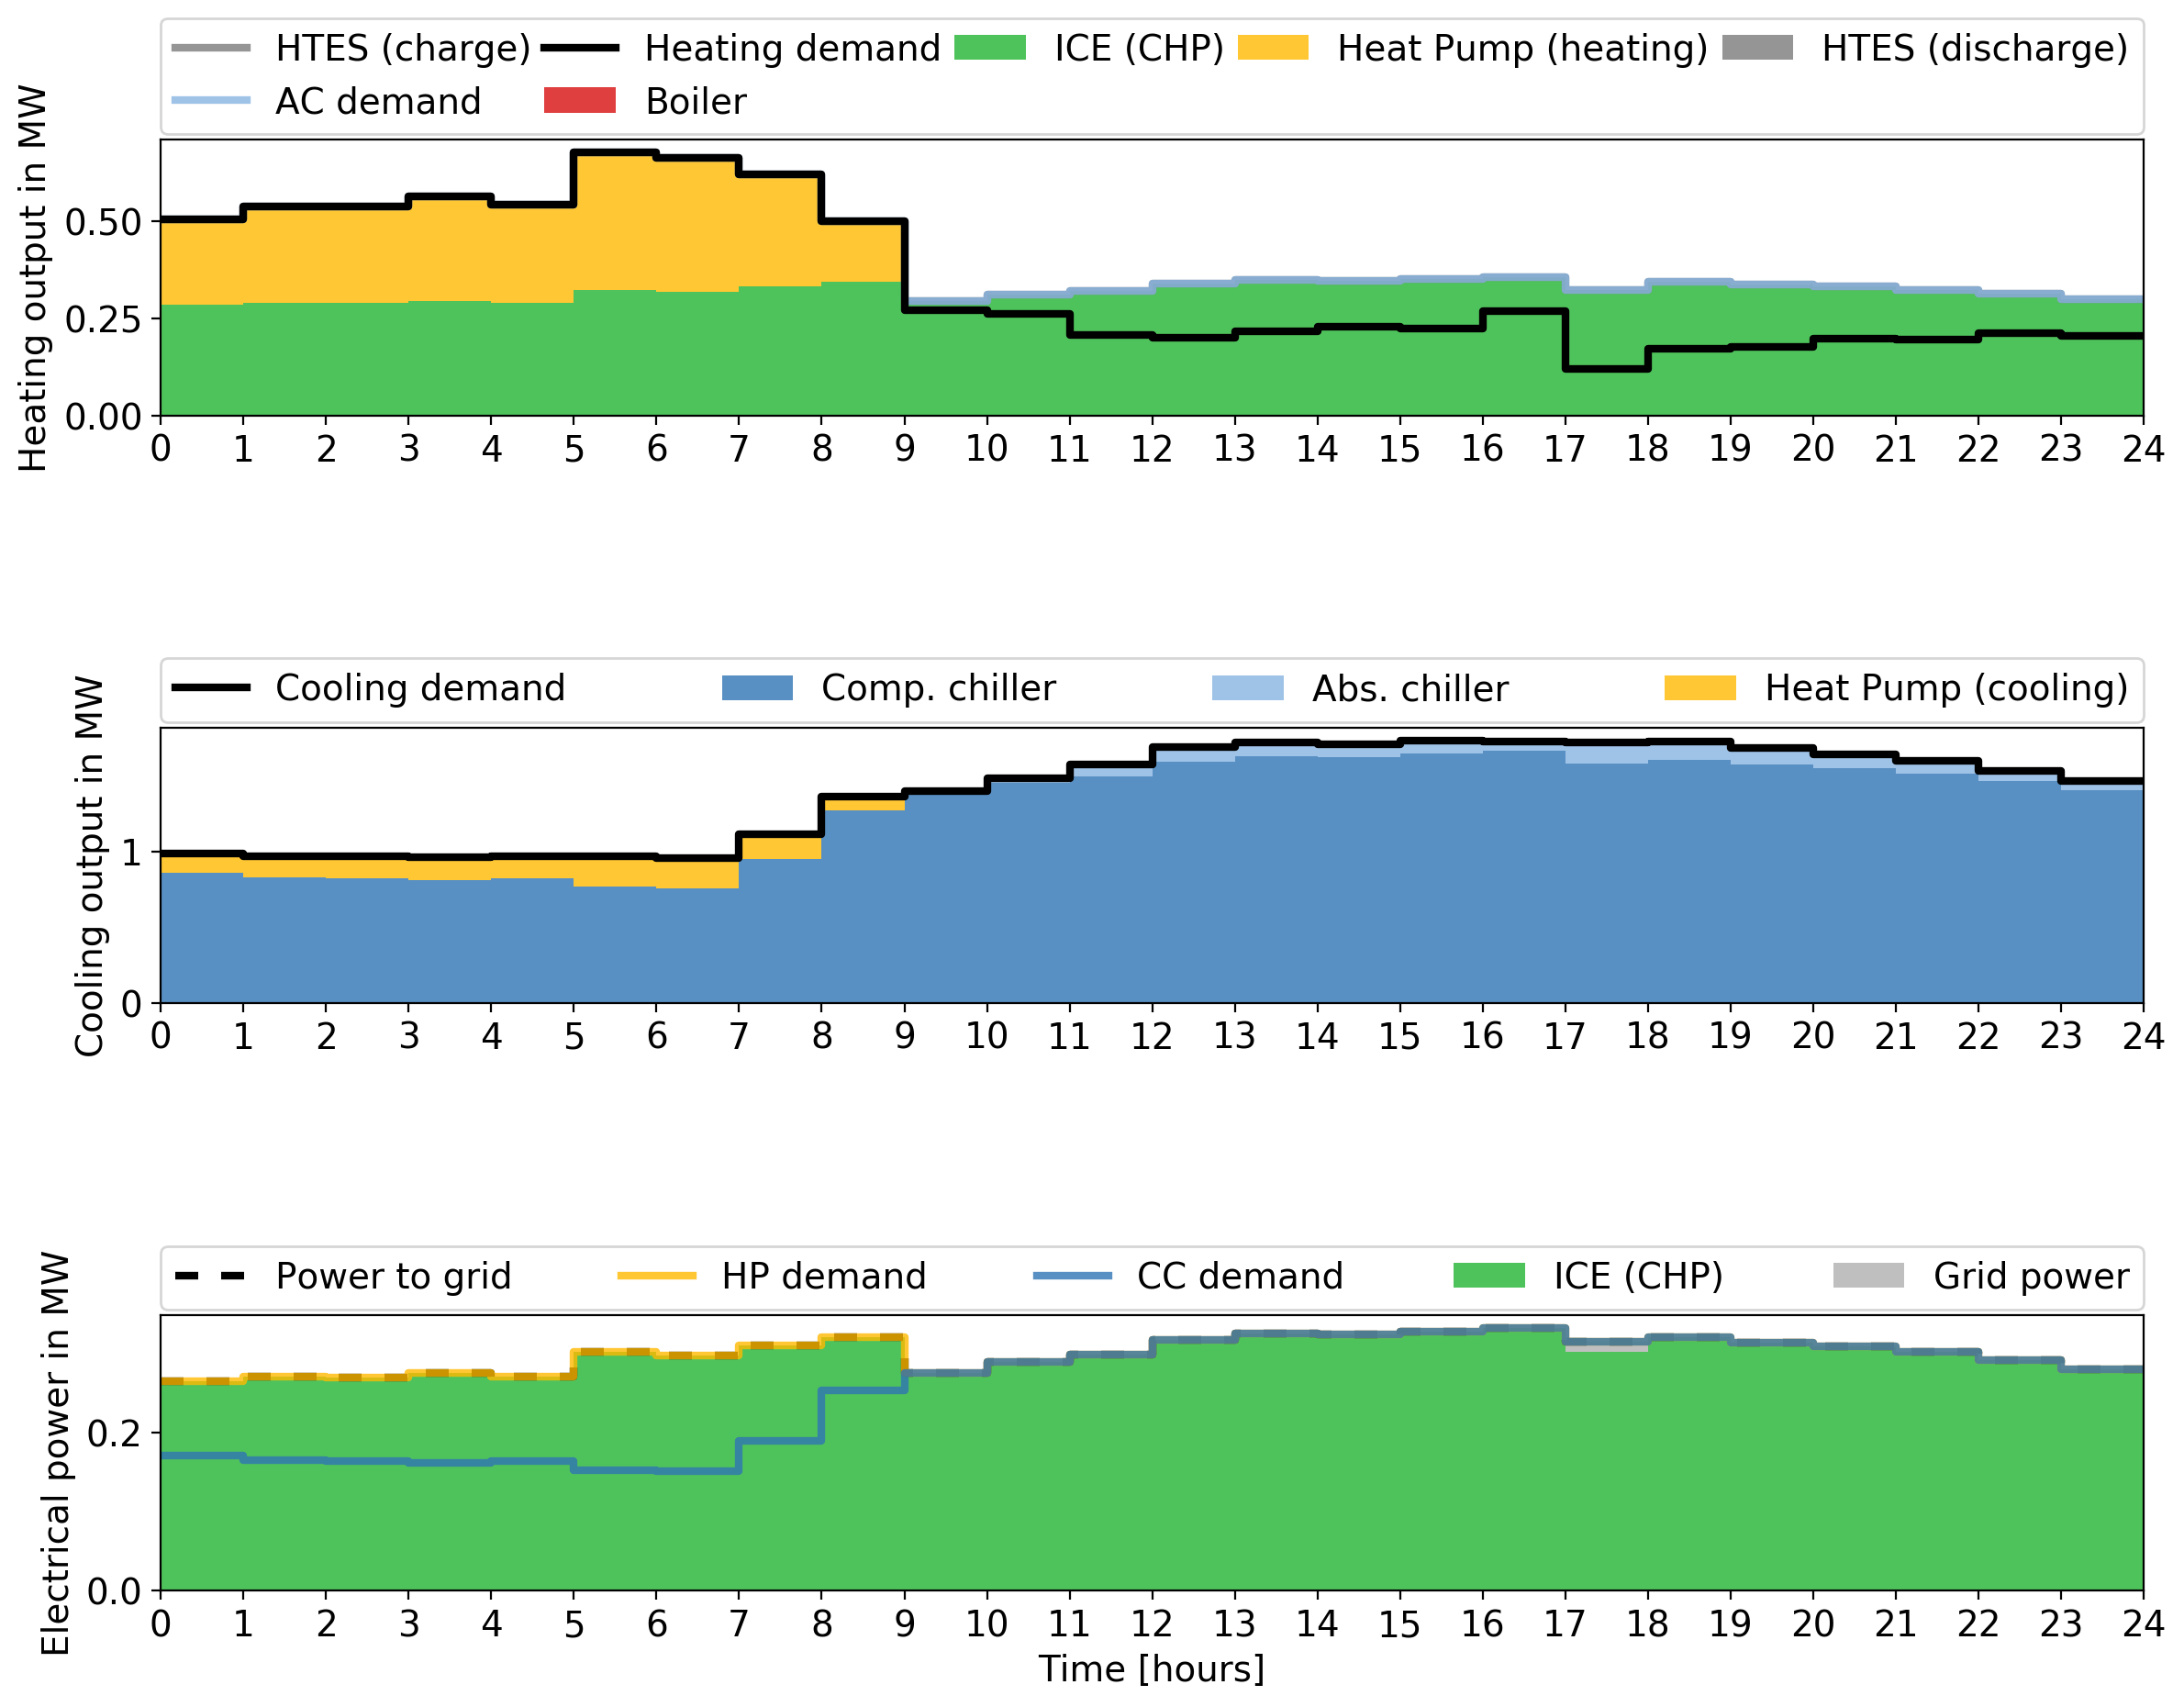 HTES (charge) Heating demand ICE (CHP) Heat Pump (heating) HTES (discharge)
AC demand Boiler
Heating output in MW
0.50
0.25
0.00
0 1 2 3 4 5 6 7 8 9 10 11 12 13 14 15 16 17 18 19 20 21 22 23 24
Cooling demand Comp. chiller Abs. chiller Heat Pump (cooling)
Cooling output in MW
1
0
0 1 2 3 4 5 6 7 8 9 10 11 12 13 14 15 16 17 18 19 20 21 22 23 24
Power to grid HP demand CC demand ICE (CHP) Grid power
Electrical power in MW
0.2
0.0
0 1 2 3 4 5 6 7 8 9 10 11 12 13 14 15 16 17 18 19 20 21 22 23 24
Time [hours]